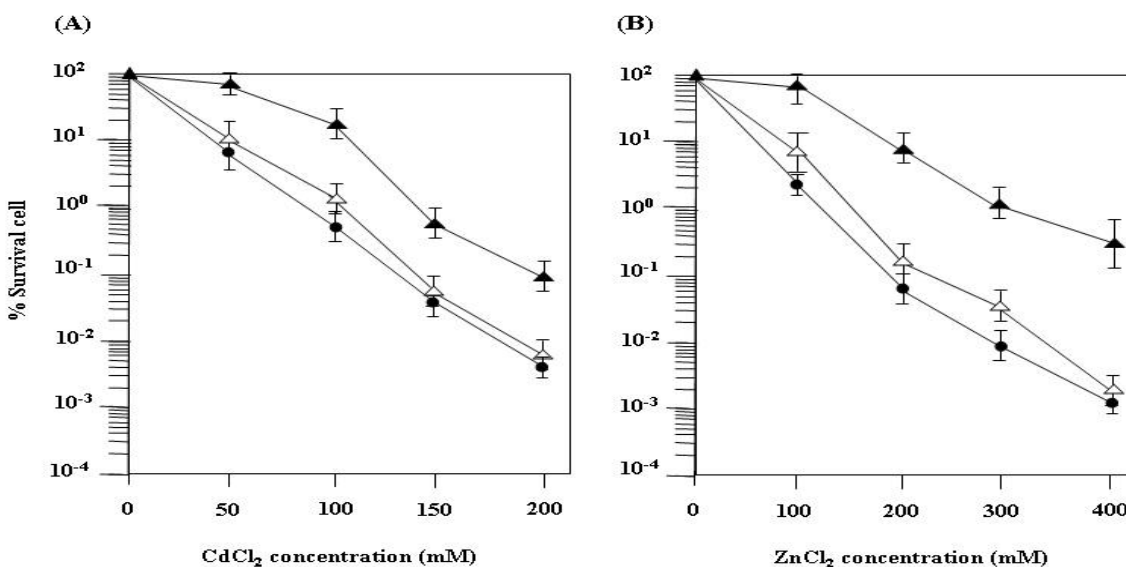 (A)
(B)
% Survival cell
10²
10¹
10⁰
10⁻¹
10⁻²
10⁻³
10⁻⁴
0 50 100 150 200
CdCl₂ concentration (mM)
10²
10¹
10⁰
10⁻¹
10⁻²
10⁻³
10⁻⁴
0 100 200 300 400
ZnCl₂ concentration (mM)